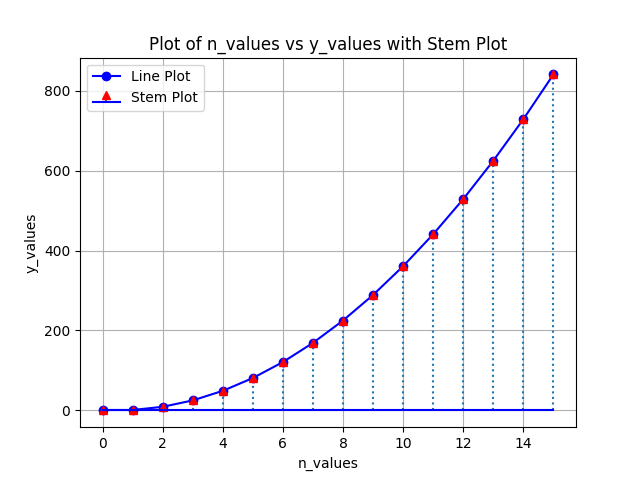 Plot of n_values vs y_values with Stem Plot
Line Plot
Stem Plot
y_values
800
600
400
200
0
0 2 4 6 8 10 12 14
n_values